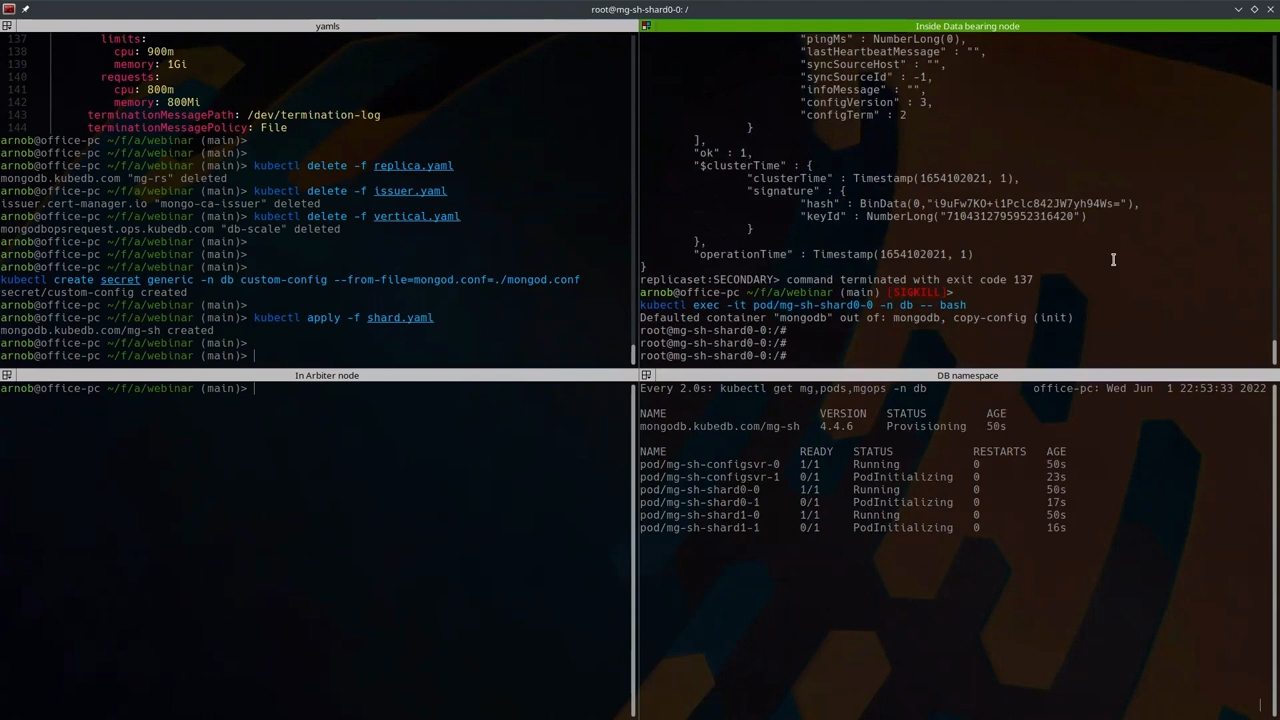 root@mg-sh-shard0-0: /
yamls
137 limits:
138 cpu: 900m
139 memory: 1Gi
140 requests:
141 cpu: 800m
142 memory: 800Mi
143 terminationMessagePath: /dev/termination-log
144 terminationMessagePolicy: File
arnob@office-pc ~/f/a/webinar (main)>
arnob@office-pc ~/f/a/webinar (main)>
arnob@office-pc ~/f/a/webinar (main)> kubectl delete -f replica.yaml
mongodb.kubedb.com "mg-rs" deleted
arnob@office-pc ~/f/a/webinar (main)> kubectl delete -f issuer.yaml
issuer.cert-manager.io "mongo-ca-issuer" deleted
arnob@office-pc ~/f/a/webinar (main)> kubectl delete -f vertical.yaml
mongodbopsrequest.ops.kubedb.com "db-scale" deleted
arnob@office-pc ~/f/a/webinar (main)>
arnob@office-pc ~/f/a/webinar (main)>
arnob@office-pc ~/f/a/webinar (main)>
kubectl create secret generic -n db custom-config --from-file=mongod.conf=./mongod.conf
secret/custom-config created
arnob@office-pc ~/f/a/webinar (main)>
arnob@office-pc ~/f/a/webinar (main)> kubectl apply -f shard.yaml
mongodb.kubedb.com/mg-sh created
arnob@office-pc ~/f/a/webinar (main)>
arnob@office-pc ~/f/a/webinar (main)>
Inside Data bearing node
"pingMs" : NumberLong(0),
"lastHeartbeatMessage" : "",
"syncSourceHost" : "",
"syncSourceId" : -1,
"infoMessage" : "",
"configVersion" : 3,
"configTerm" : 2
}
],
"ok" : 1,
"$clusterTime" : {
"clusterTime" : Timestamp(1654102021, 1),
"signature" : {
"hash" : BinData(0,"i9uFw7KO+i1Pclc842JW7yh94Ws="),
"keyId" : NumberLong("7104312795952316420")
}
},
"operationTime" : Timestamp(1654102021, 1)
}
replicaset:SECONDARY> command terminated with exit code 137
arnob@office-pc ~/f/a/webinar (main) [SIGKILL]>
kubectl exec -it pod/mg-sh-shard0-0 -n db -- bash
Defaulted container "mongodb" out of: mongodb, copy-config (init)
root@mg-sh-shard0-0:/#
root@mg-sh-shard0-0:/#
root@mg-sh-shard0-0:/#
In Arbiter node
arnob@office-pc ~/f/a/webinar (main)>
DB namespace
Every 2.0s: kubectl get mg,pods,mgops -n db office-pc: Wed Jun 1 22:53:33 2022
NAME VERSION STATUS AGE
mongodb.kubedb.com/mg-sh 4.4.6 Provisioning 50s
NAME READY STATUS RESTARTS AGE
pod/mg-sh-configsvr-0 1/1 Running 0 50s
pod/mg-sh-configsvr-1 0/1 PodInitializing 0 23s
pod/mg-sh-shard0-0 1/1 Running 0 50s
pod/mg-sh-shard0-1 0/1 PodInitializing 0 17s
pod/mg-sh-shard1-0 1/1 Running 0 50s
pod/mg-sh-shard1-1 0/1 PodInitializing 0 16s